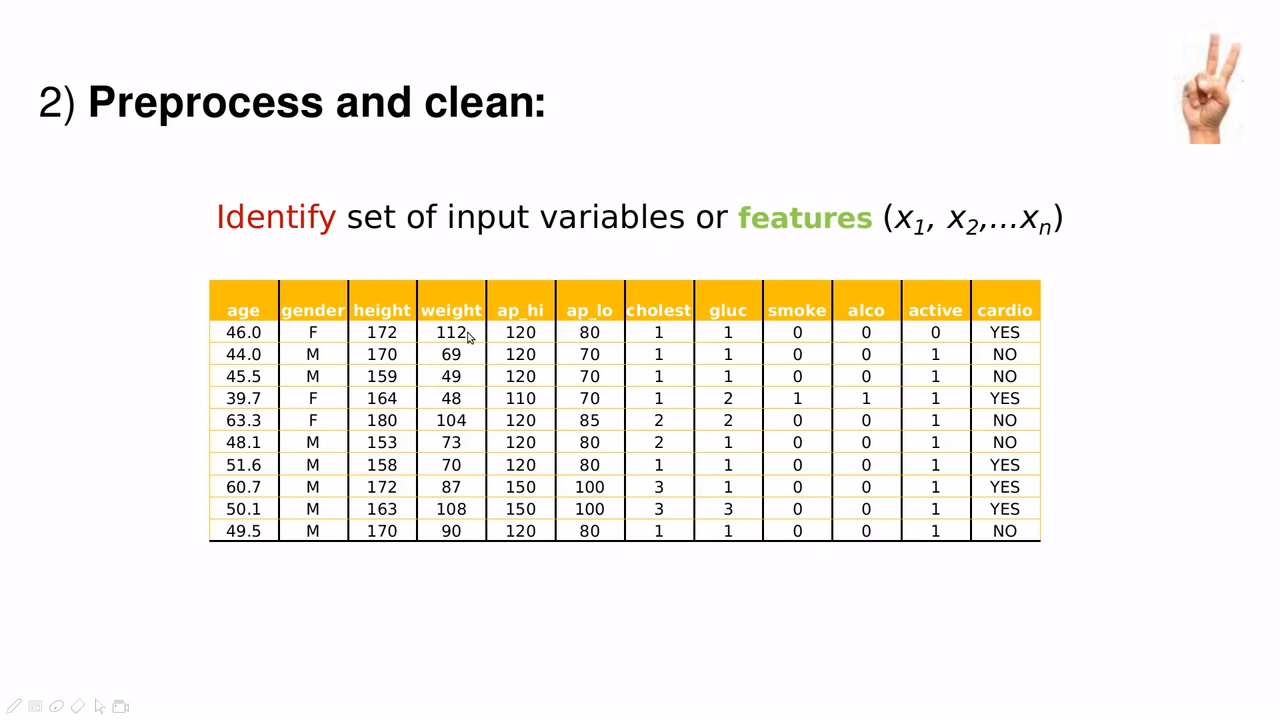 2) Preprocess and clean:
Identify set of input variables or features (x1, x2,...xn)
age gender height weight ap_hi ap_lo cholest gluc smoke alco active cardio
46.0 F 172 112 120 80 1 1 0 0 0 YES
44.0 M 170 69 120 70 1 1 0 0 1 NO
45.5 M 159 49 120 70 1 1 0 0 1 NO
39.7 F 164 48 110 70 1 2 1 1 1 YES
63.3 F 180 104 120 85 2 2 0 0 1 NO
48.1 M 153 73 120 80 2 1 0 0 1 NO
51.6 M 158 70 120 80 1 1 0 0 1 YES
60.7 M 172 87 150 100 3 1 0 0 1 YES
50.1 M 163 108 150 100 3 3 0 0 1 YES
49.5 M 170 90 120 80 1 1 0 0 1 NO